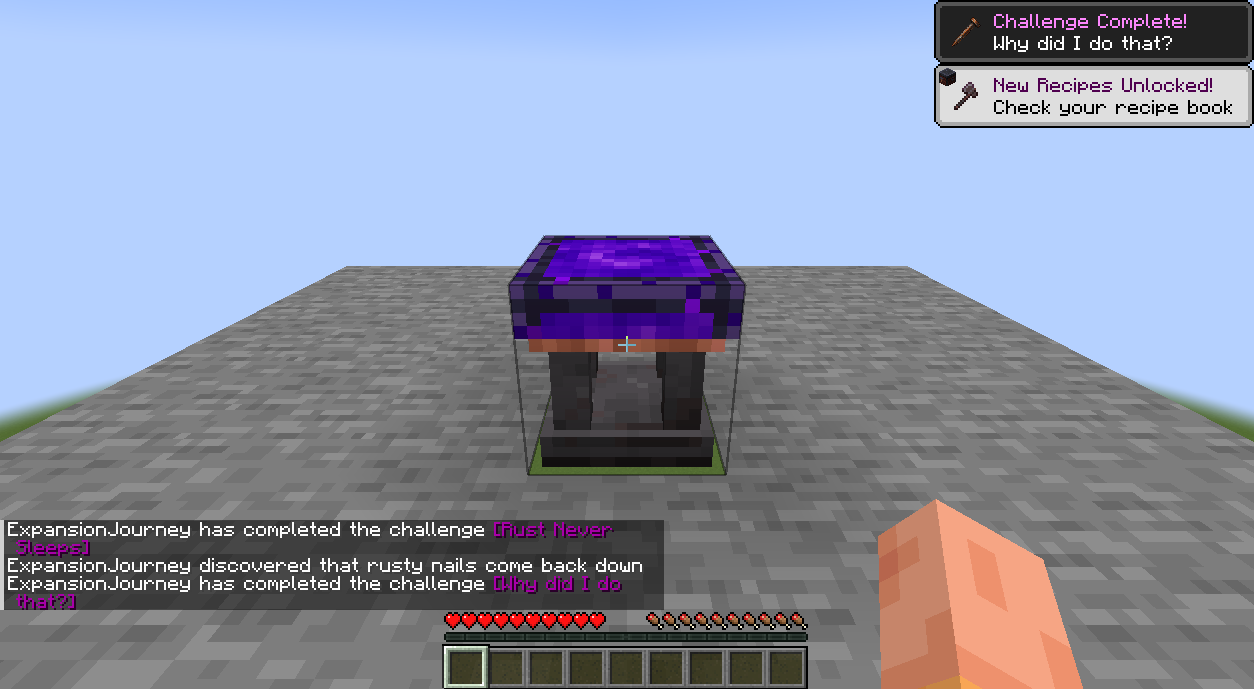 Challenge Complete!
Why did I do that?
New Recipes Unlocked!
Check your recipe book
ExpansionJourney has completed the challenge [Rust Never
Sleeps]
ExpansionJourney discovered that rusty nails come back down
ExpansionJourney has completed the challenge [Why did I do
that?]